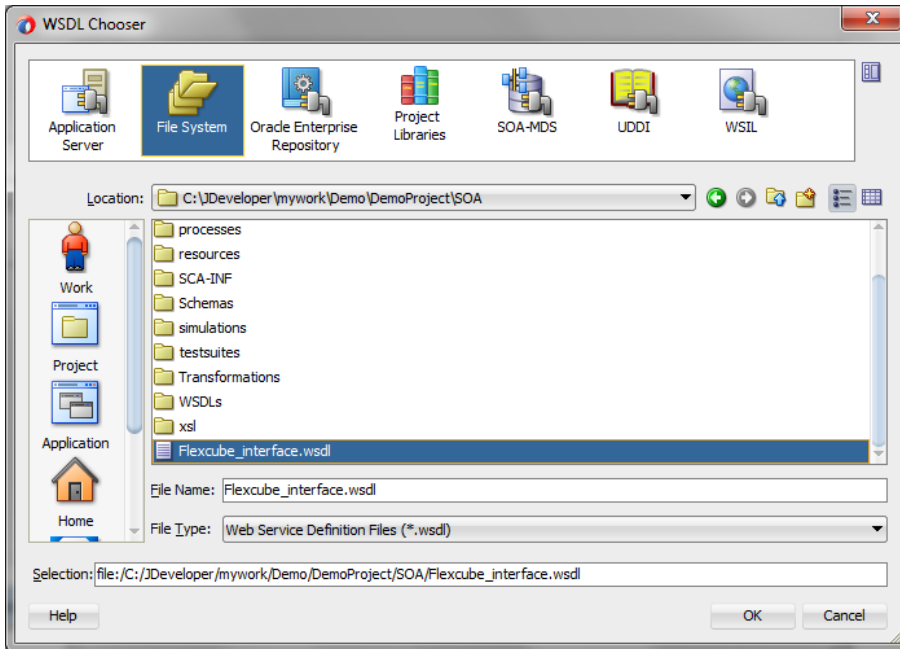 WSDL Chooser
Application
Server
File System
Oracle Enterprise
Repository
Project
Libraries
SOA-MDS
UDDI
WSIL
Location: C:\JDeveloper\mywork\Demo\DemoProject\SOA
Work
Project
Application
Home
processes
resources
SCA-INF
Schemas
simulations
testsuites
Transformations
WSDLs
xsl
Flexcube_interface.wsdl
File Name: Flexcube_interface.wsdl
File Type: Web Service Definition Files (*.wsdl)
Selection: file:/C:/JDeveloper/mywork/Demo/DemoProject/SOA/Flexcube_interface.wsdl
Help
OK
Cancel